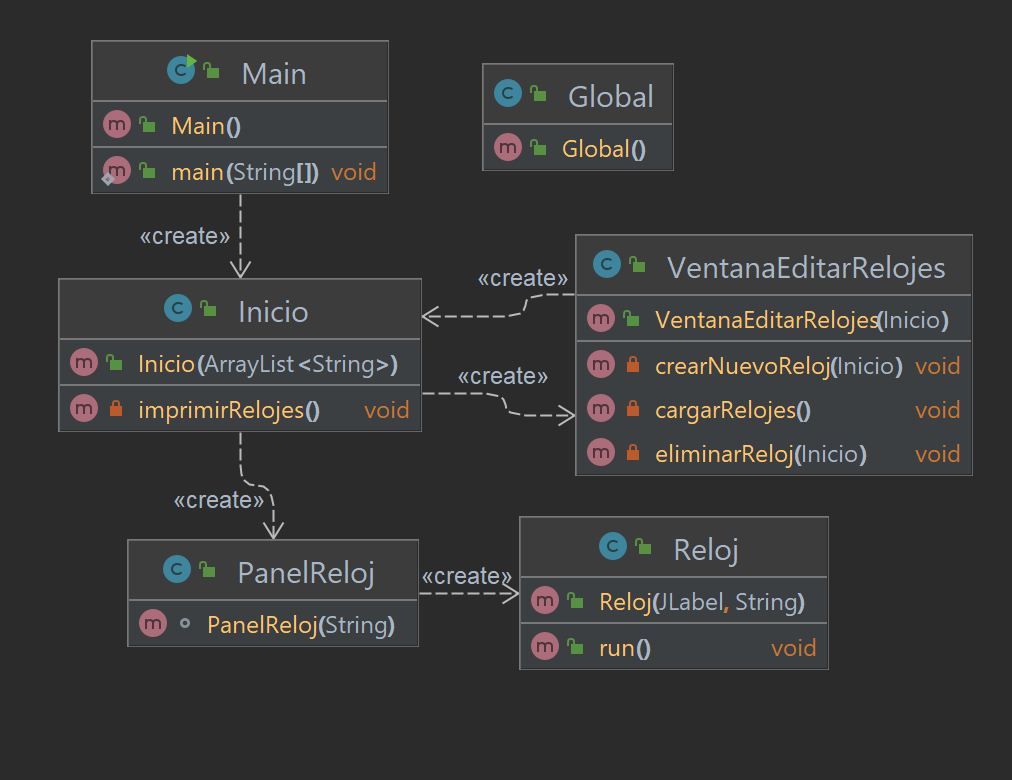 Main
Main()
main(String[]) void
Global
Global()
«create»
Inicio
Inicio(ArrayList<String>)
imprimirRelojes() void
«create»
«create»
VentanaEditarRelojes
VentanaEditarRelojes(Inicio)
crearNuevoReloj(Inicio) void
cargarRelojes() void
eliminarReloj(Inicio) void
«create»
PanelReloj
PanelReloj(String)
«create»
Reloj
Reloj(JLabel, String)
run() void